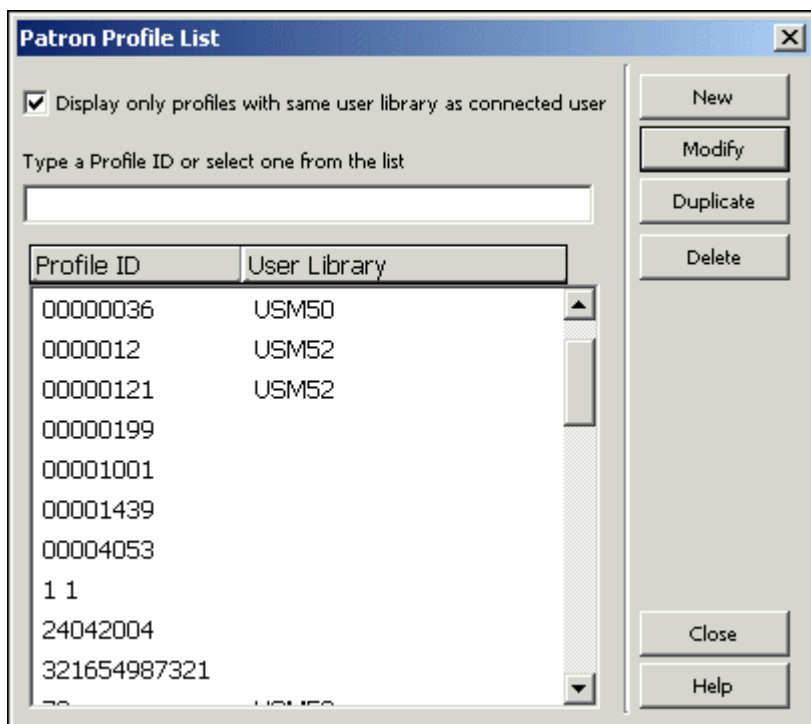 Patron Profile List
Display only profiles with same user library as connected user
Type a Profile ID or select one from the list
Profile ID User Library
00000036 USM50
0000012 USM52
00000121 USM52
00000199
00001001
00001439
00004053
1 1
24042004
321654987321
New
Modify
Duplicate
Delete
Close
Help